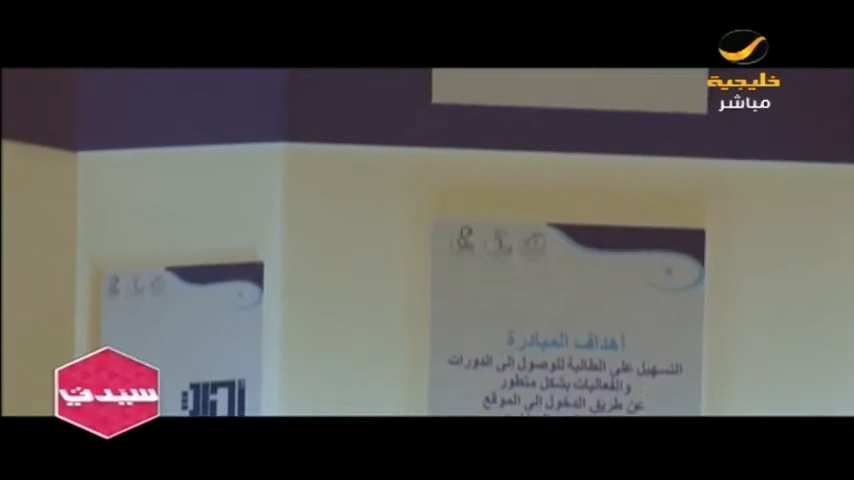 خليجية
مباشر
أهداف المبادرة
التسهيل على الطالبة للوصول الى الدورات
والفعاليات بشكل متطور
عن طريق الدخول الى الموقع
سيدتي